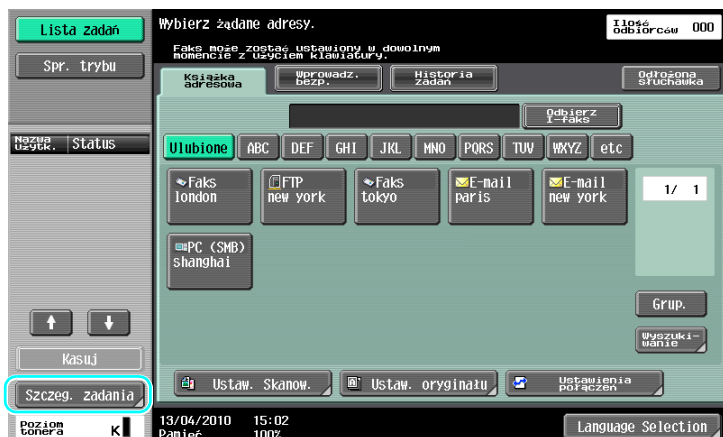 Lista zadań
Spr. trybu
Nazwa użytk.
Status
Kasuj
Szczeg. zadania
Poziom tonera
K
Wybierz żądane adresy.
Ilość odbiorców
000
Faks może zostać ustawiony w dowolnym
momencie z użyciem klawiatury.
Książka adresowa
Wprowadz. bezp.
Historia zadań
Odłożona słuchawka
Odbierz I-faks
Ulubione
ABC
DEF
GHI
JKL
MNO
PQRS
TUV
WXYZ
etc
Faks
london
FTP
new york
Faks
tokyo
E-mail
paris
E-mail
new york
1/ 1
PC (SMB)
shanghai
Grup.
Wyszuki-
wanie
Ustaw. Skanow.
Ustaw. oryginału
Ustawienia połączeń
13/04/2010 15:02
Pamięć 100%
Language Selection